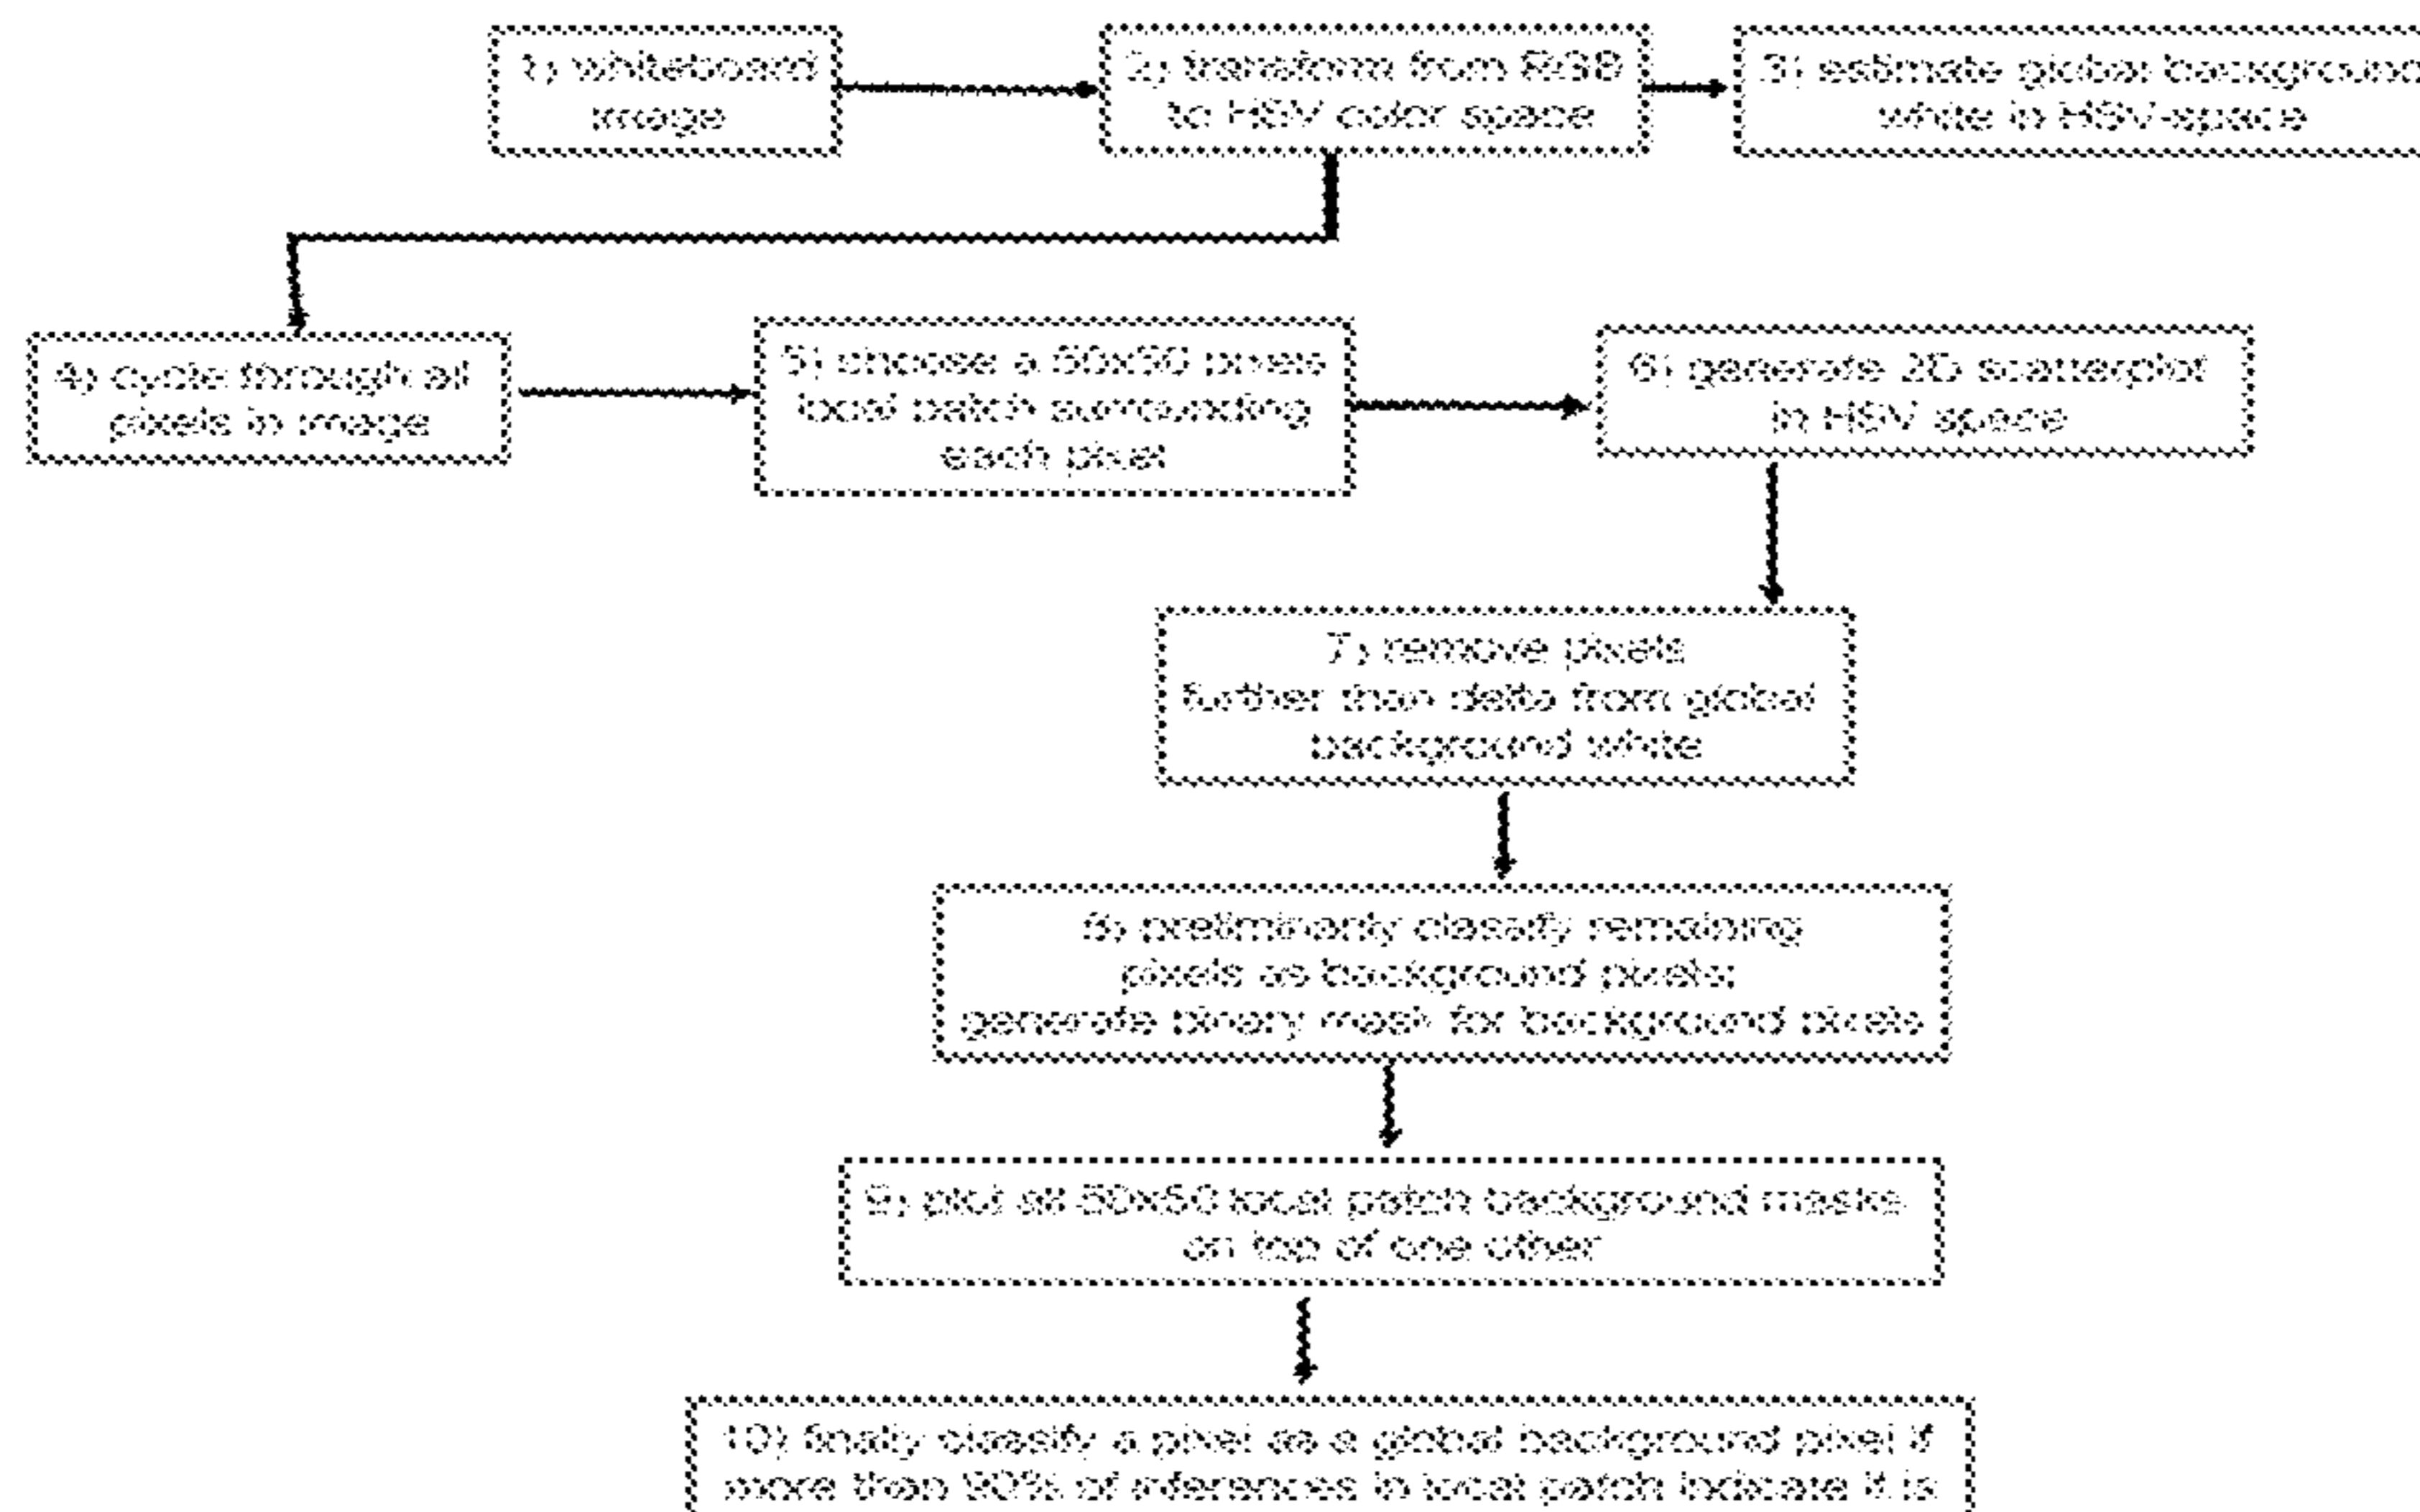 1) whiteboard
image
2) transform from RGB
to HSV color space
3) estimate global background
white in HSV-space
4) cycle through all
pixels in image
5) choose a 50x50 pixels
local patch surrounding
each pixel
6) generate 2D scatterplot
in HSV space
7) remove pixels
further than delta from global
background white
8) preliminarily classify remaining
pixels as background pixels;
generate binary mask for background pixels
9) plot all 50x50 local patch background masks
on top of one other
10) finally classify a pixel as a global background pixel if
more than 90% of inferences in local patch indicate it is